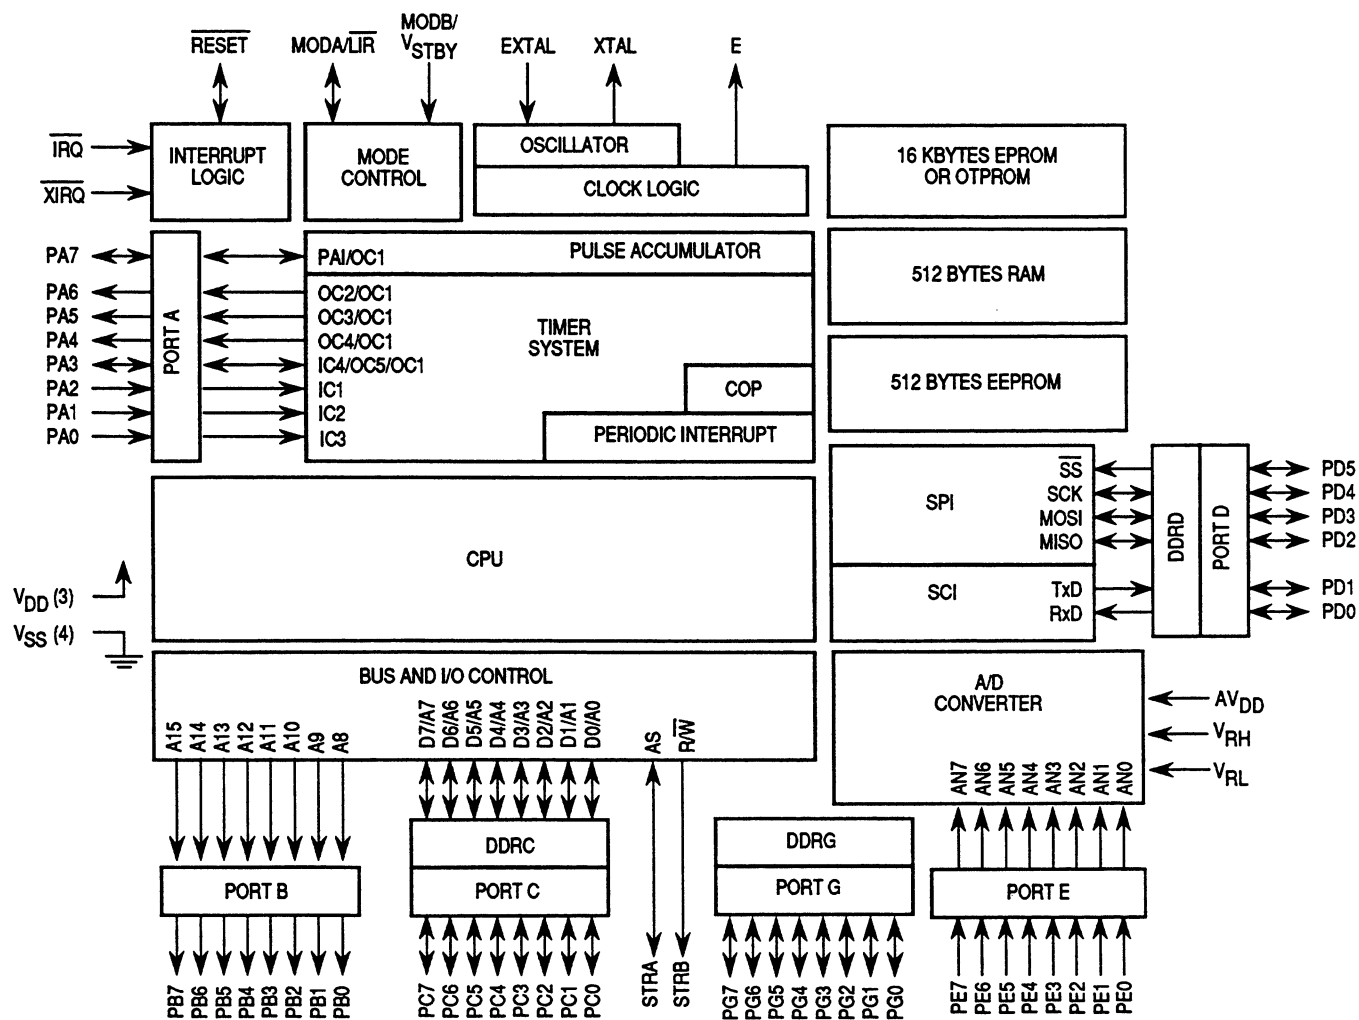 RESET
MODA/LIR
MODB/
VSTBY
EXTAL
XTAL
E
IRQ
XIRQ
INTERRUPT
LOGIC
MODE
CONTROL
OSCILLATOR
CLOCK LOGIC
16 KBYTES EPROM
OR OTPROM
PA7
PA6
PA5
PA4
PA3
PA2
PA1
PA0
PORT A
PAI/OC1
PULSE ACCUMULATOR
OC2/OC1
OC3/OC1
OC4/OC1
IC4/OC5/OC1
IC1
IC2
IC3
TIMER
SYSTEM
COP
PERIODIC INTERRUPT
512 BYTES RAM
512 BYTES EEPROM
CPU
VDD (3)
VSS (4)
SPI
SS
SCK
MOSI
MISO
SCI
TxD
RxD
DDRD
PORT D
PD5
PD4
PD3
PD2
PD1
PD0
BUS AND I/O CONTROL
A15
A14
A13
A12
A11
A10
A9
A8
D7/A7
D6/A6
D5/A5
D4/A4
D3/A3
D2/A2
D1/A1
D0/A0
AS
R/W
A/D
CONVERTER
AVDD
VRH
VRL
AN7
AN6
AN5
AN4
AN3
AN2
AN1
AN0
PORT B
DDRC
PORT C
DDRG
PORT G
PORT E
PB7
PB6
PB5
PB4
PB3
PB2
PB1
PB0
PC7
PC6
PC5
PC4
PC3
PC2
PC1
PC0
STRA
STRB
PG7
PG6
PG5
PG4
PG3
PG2
PG1
PG0
PE7
PE6
PE5
PE4
PE3
PE2
PE1
PE0